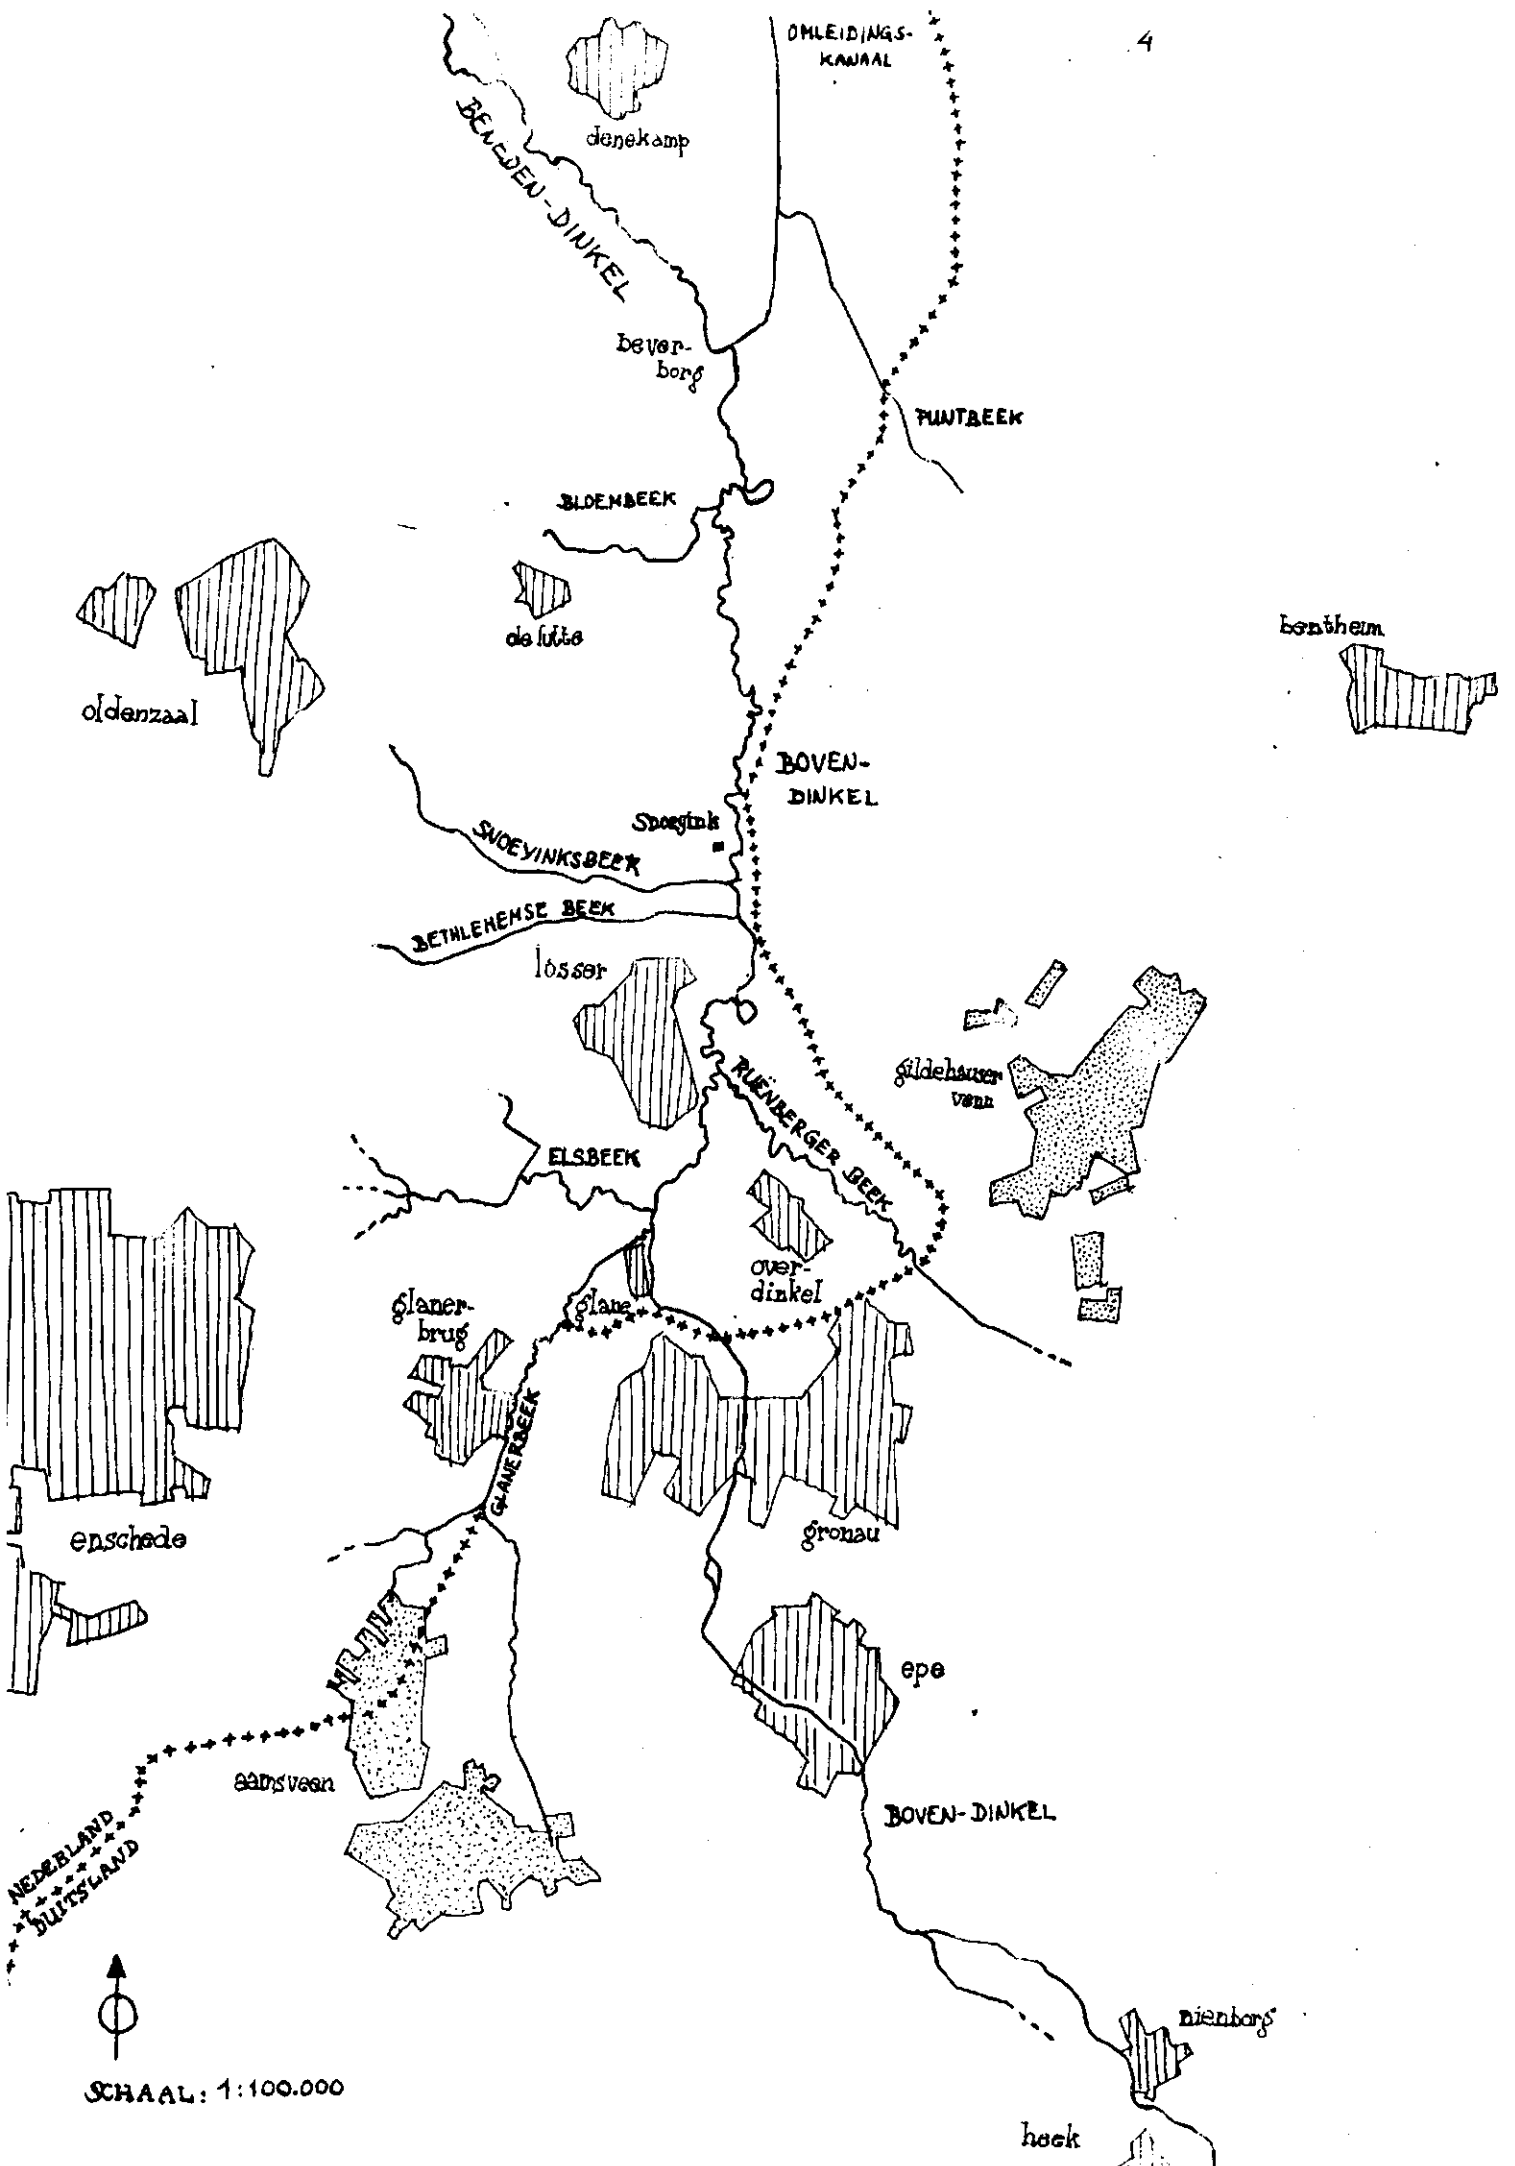 OMLEIDINGS-
KANAAL
4
denekamp
BENEDEN-DINKEL
bever-
borg
PUNTBEEK
BLOEMBEEK
de lutte
bentheim
oldenzaal
BOVEN-
DINKEL
Snoeyink
SNOEYINKSBEEK
BETHLEHEMSE BEEK
losser
gildehauser
venn
RUENBERGER BEEK
ELSBEEK
over-
dinkel
glaner-
brug
glane
GLANERBEEK
enschede
gronau
epe
aamsveen
BOVEN-DINKEL
NEDERLAND
DUITSLAND
nienborg
SCHAAL: 1:100.000
heek